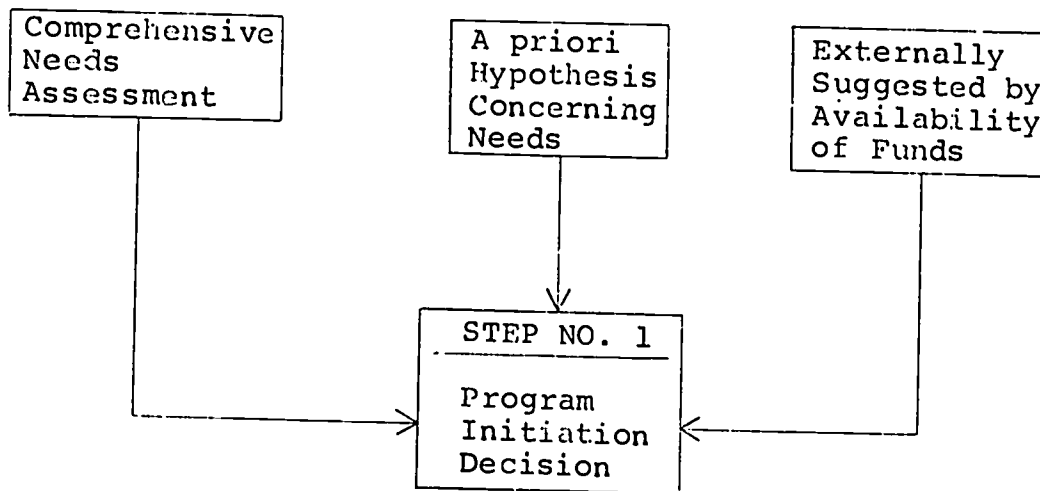 Comprehensive
Needs
Assessment
A priori
Hypothesis
Concerning
Needs
Externally
Suggested by
Availability
of Funds
STEP NO. 1
Program
Initiation
Decision